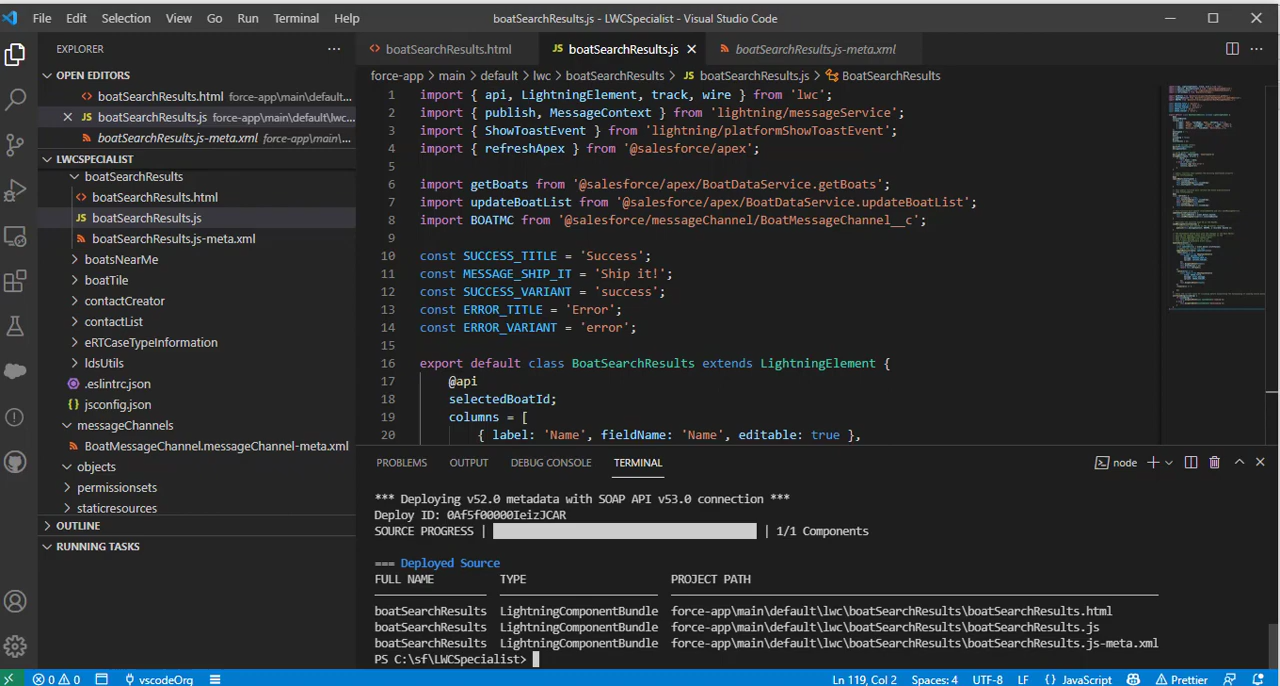 File Edit Selection View Go Run Terminal Help boatSearchResults.js - LWCSpecialist - Visual Studio Code
EXPLORER
OPEN EDITORS
boatSearchResults.html force-app\main\default...
boatSearchResults.js force-app\main\default\lwc...
boatSearchResults.js-meta.xml force-app\main\...
LWCSPECIALIST
boatSearchResults
boatSearchResults.html
JS boatSearchResults.js
boatSearchResults.js-meta.xml
boatsNearMe
boatTile
contactCreator
contactList
eRTCaseTypeInformation
ldsUtils
.eslintrc.json
{} jsconfig.json
messageChannels
BoatMessageChannel.messageChannel-meta.xml
objects
permissionsets
staticresources
OUTLINE
RUNNING TASKS
boatSearchResults.html JS boatSearchResults.js boatSearchResults.js-meta.xml
force-app > main > default > lwc > boatSearchResults > JS boatSearchResults.js > BoatSearchResults
1 import { api, LightningElement, track, wire } from 'lwc';
2 import { publish, MessageContext } from 'lightning/messageService';
3 import { ShowToastEvent } from 'lightning/platformShowToastEvent';
4 import { refreshApex } from '@salesforce/apex';
5
6 import getBoats from '@salesforce/apex/BoatDataService.getBoats';
7 import updateBoatList from '@salesforce/apex/BoatDataService.updateBoatList';
8 import BOATMC from '@salesforce/messageChannel/BoatMessageChannel__c';
9
10 const SUCCESS_TITLE = 'Success';
11 const MESSAGE_SHIP_IT = 'Ship it!';
12 const SUCCESS_VARIANT = 'success';
13 const ERROR_TITLE = 'Error';
14 const ERROR_VARIANT = 'error';
15
16 export default class BoatSearchResults extends LightningElement {
17 @api
18 selectedBoatId;
19 columns = [
20 { label: 'Name', fieldName: 'Name', editable: true },
PROBLEMS OUTPUT DEBUG CONSOLE TERMINAL node
*** Deploying v52.0 metadata with SOAP API v53.0 connection ***
Deploy ID: 0Af5f00000IeizJCAR
SOURCE PROGRESS | | 1/1 Components
=== Deployed Source
FULL NAME TYPE PROJECT PATH
boatSearchResults LightningComponentBundle force-app\main\default\lwc\boatSearchResults\boatSearchResults.html
boatSearchResults LightningComponentBundle force-app\main\default\lwc\boatSearchResults\boatSearchResults.js
boatSearchResults LightningComponentBundle force-app\main\default\lwc\boatSearchResults\boatSearchResults.js-meta.xml
PS C:\sf\LWCSpecialist>
0 0 vscodeOrg Ln 119, Col 2 Spaces: 4 UTF-8 LF {} JavaScript Prettier